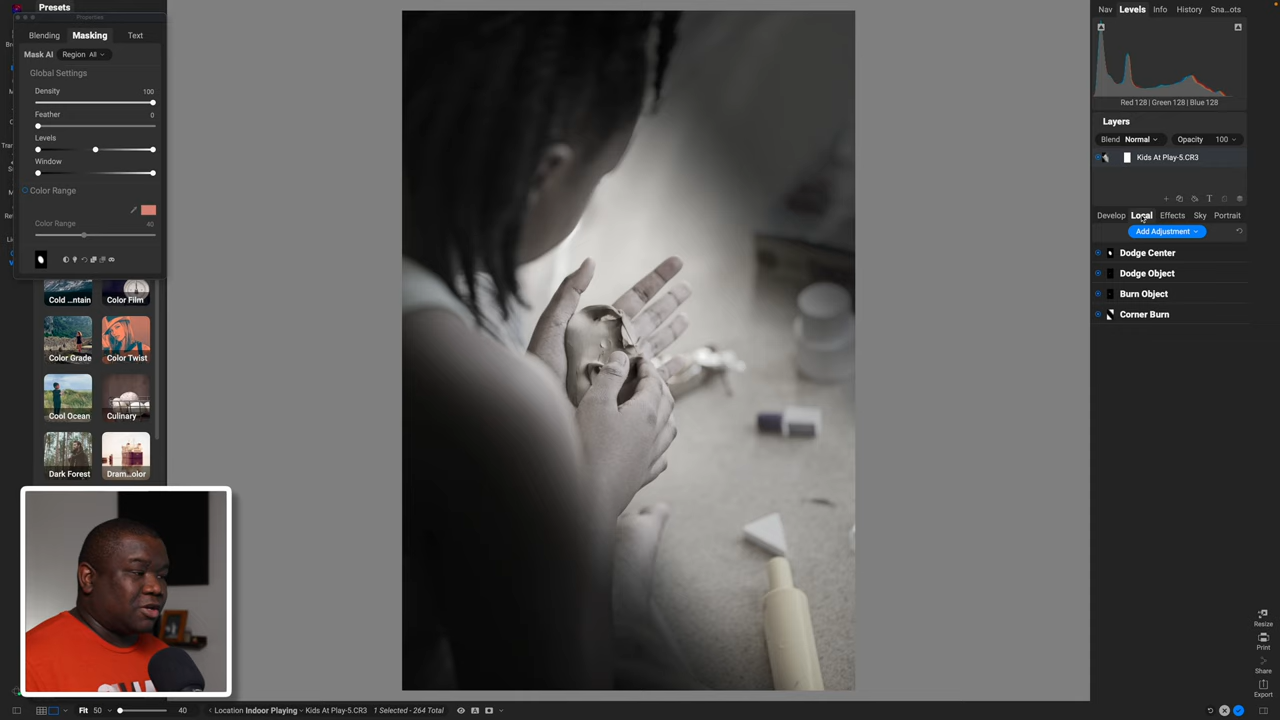 Presets
Properties
Blending Masking Text
Mask AI Region All
Global Settings
Density 100
Feather 0
Levels
Window
Color Range
Color Range 45
Cold ...ntain Color Film
Color Grade Color Twist
Cool Ocean Culinary
Dark Forest Dram...olor
Fit 50 40
Location Indoor Playing Kids At Play-5.CR3 1 Selected - 264 Total
Nav Levels Info History Sna...ots
Red 128 | Green 128 | Blue 128
Layers
Blend Normal Opacity 100
Kids At Play-5.CR3
Develop Local Effects Sky Portrait
Add Adjustment
Dodge Center
Dodge Object
Burn Object
Corner Burn
Resize
Print
Share
Export